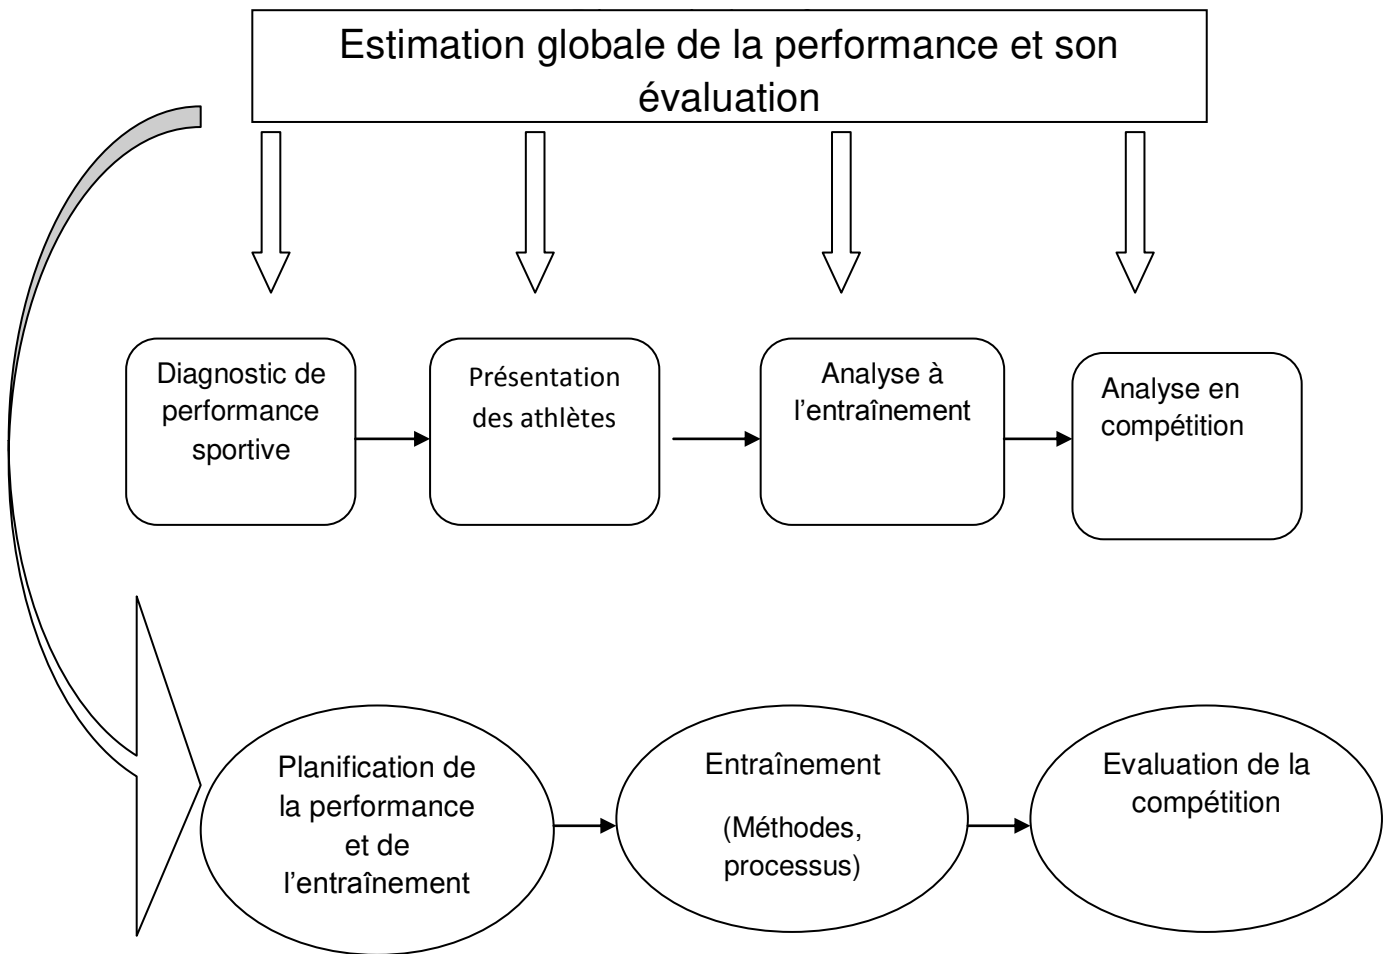 Estimation globale de la performance et son
évaluation
Diagnostic de
performance
sportive
Présentation
des athlètes
Analyse à
l’entraînement
Analyse en
compétition
Planification de
la performance
et de
l’entraînement
Entraînement
(Méthodes,
processus)
Evaluation de la
compétition